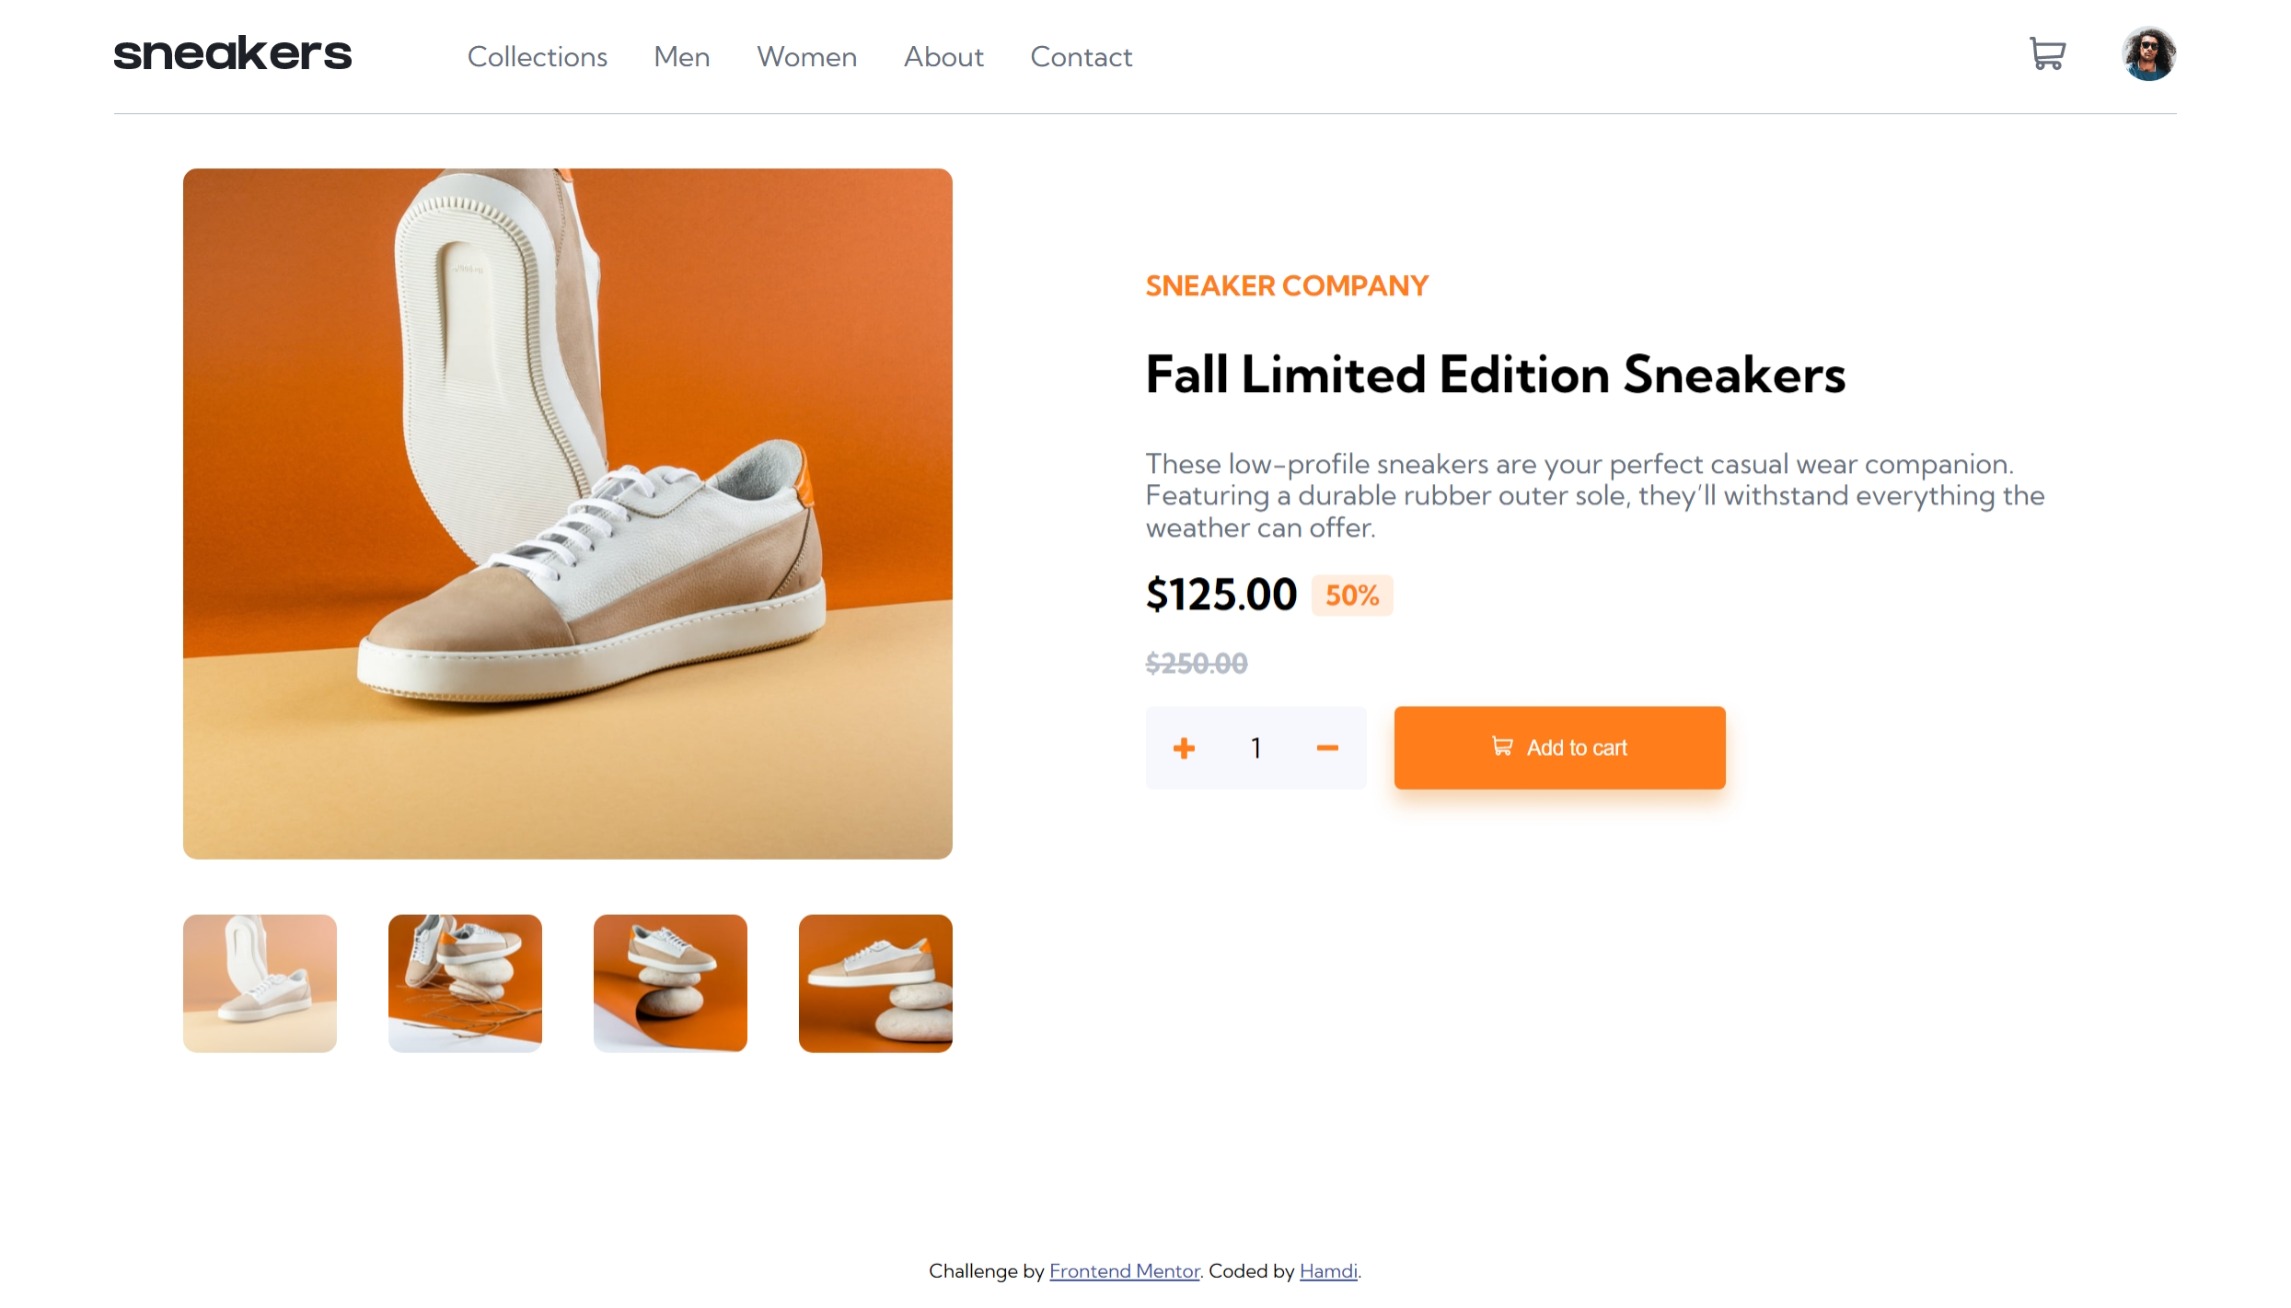 sneakers Collections Men Women About Contact
SNEAKER COMPANY
Fall Limited Edition Sneakers
These low-profile sneakers are your perfect casual wear companion.
Featuring a durable rubber outer sole, they’ll withstand everything the
weather can offer.
$125.00 50%
$250.00
+ 1 −
Add to cart
Challenge by Frontend Mentor. Coded by Hamdi.